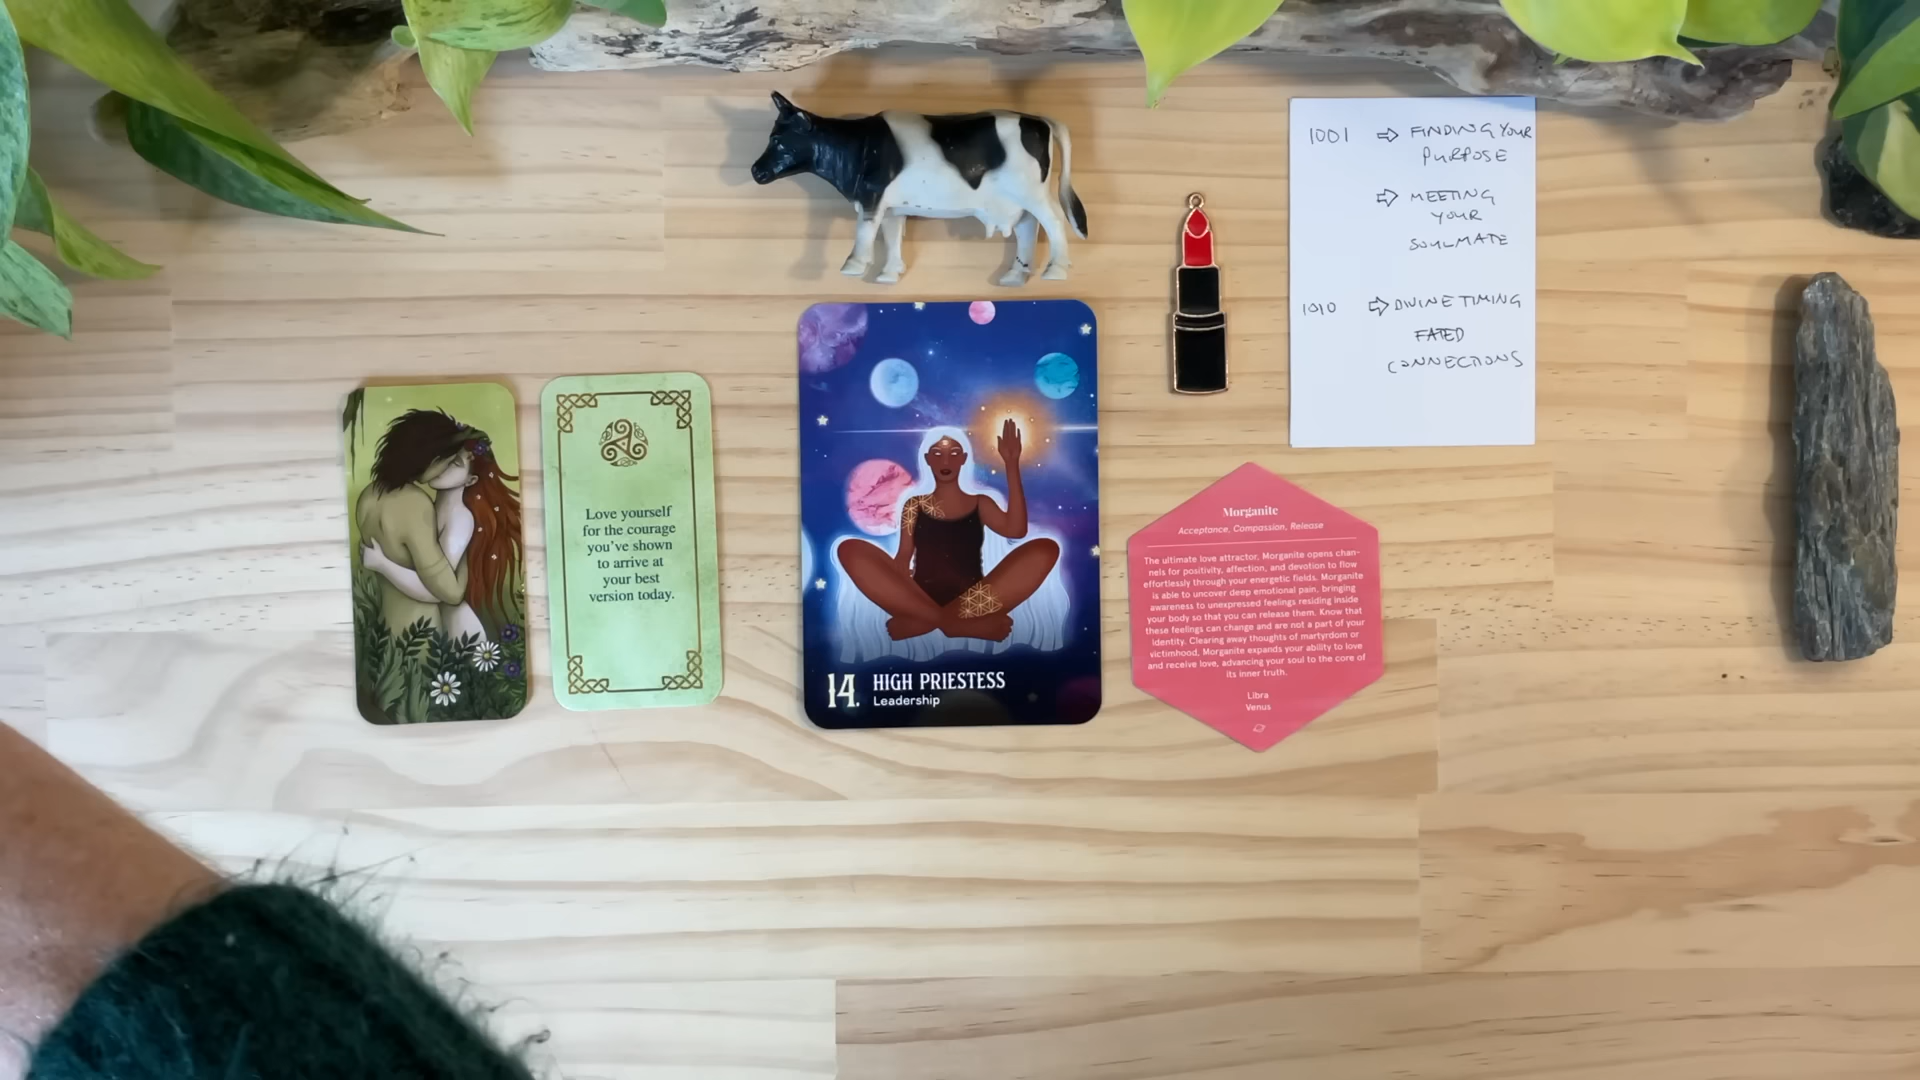 1001 ⇨ FINDING YOUR
PURPOSE
⇨ MEETING
YOUR
SOULMATE
1010 ⇨ DIVINE TIMING
FATED
CONNECTIONS
Love yourself
for the courage
you've shown
to arrive at
your best
version today.
14. HIGH PRIESTESS
Leadership
Morganite
Acceptance, Compassion, Release
The ultimate love attractor, Morganite opens chan-
nels for positivity, affection, and devotion to flow
effortlessly through your energetic fields. Morganite
is able to uncover deep emotional pain, bringing
awareness to unexpressed feelings residing inside
your body so that you can release them. Know that
these feelings can change and are not a part of your
identity. Clearing away thoughts of martyrdom or
victimhood, Morganite expands your ability to love
and receive love, advancing your soul to the core of
its inner truth.
Libra
Venus